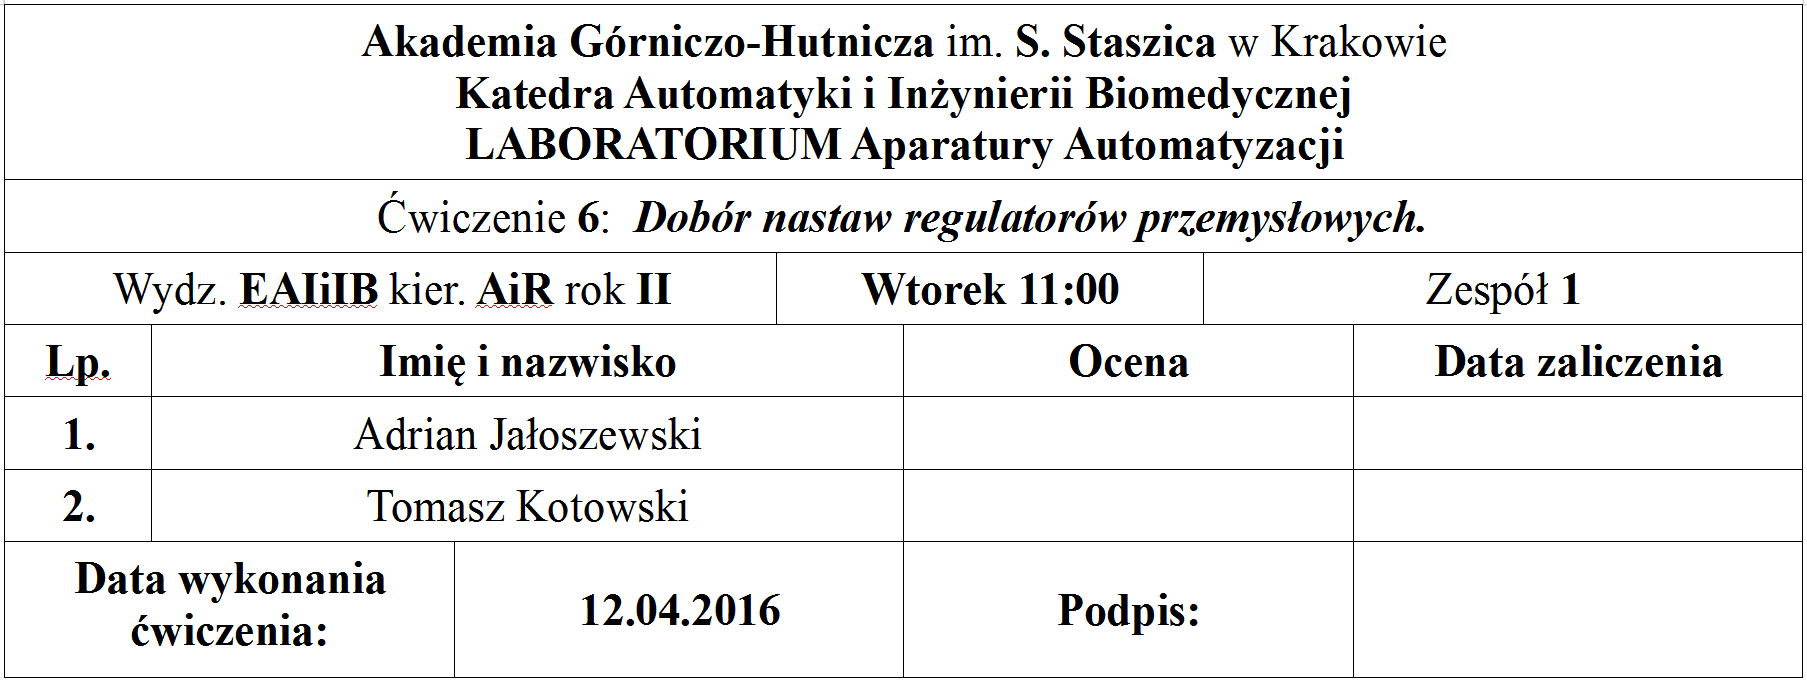 Akademia Górniczo-Hutnicza im. S. Staszica w Krakowie
Katedra Automatyki i Inżynierii Biomedycznej
LABORATORIUM Aparatury Automatyzacji
Ćwiczenie 6: Dobór nastaw regulatorów przemysłowych.
Wydz. EAIiIB kier. AiR rok II Wtorek 11:00 Zespół 1
Lp. Imię i nazwisko Ocena Data zaliczenia
1. Adrian Jałoszewski
2. Tomasz Kotowski
Data wykonania
ćwiczenia: 12.04.2016 Podpis: